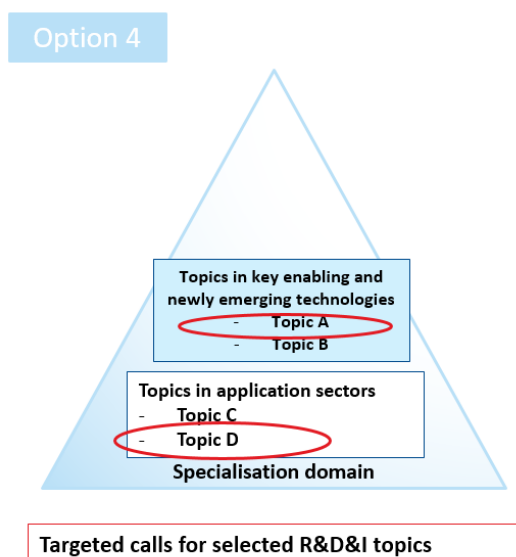 Option 4
Topics in key enabling and
newly emerging technologies
- Topic A
- Topic B
Topics in application sectors
- Topic C
- Topic D
Specialisation domain
Targeted calls for selected R&D&I topics